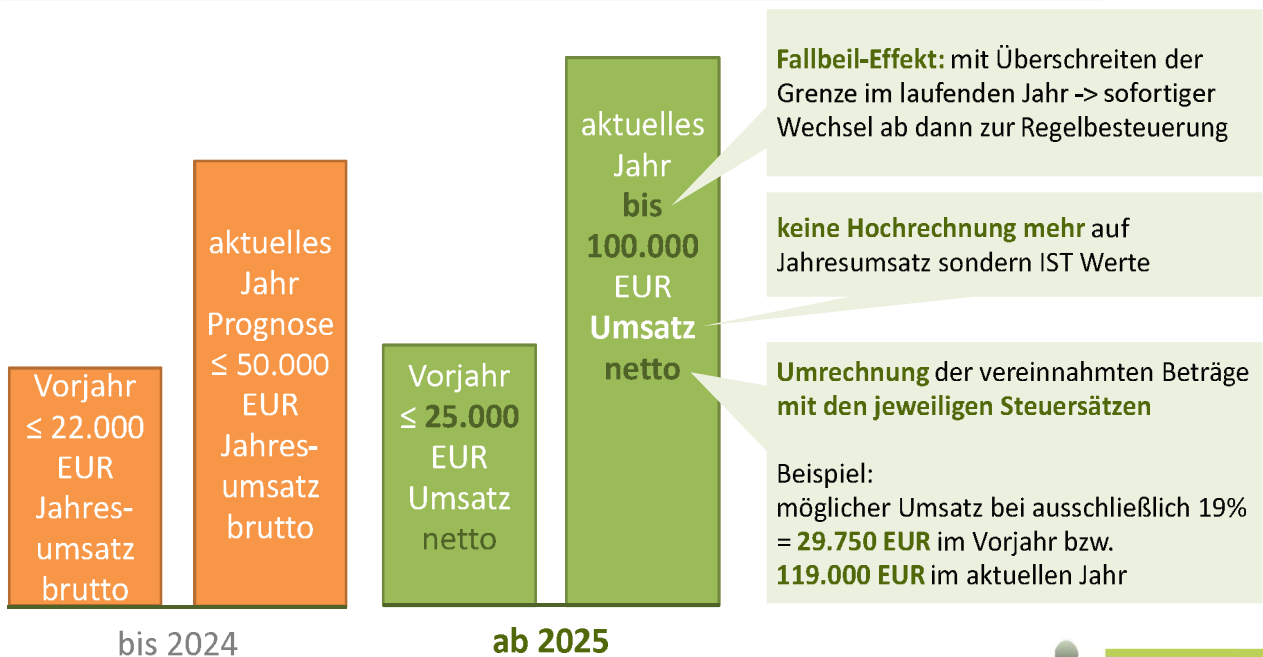 Vorjahr
≤ 22.000
EUR
Jahres-
umsatz
brutto
aktuelles
Jahr
Prognose
≤ 50.000
EUR
Jahres-
umsatz
brutto
bis 2024
Vorjahr
≤ 25.000
EUR
Umsatz
netto
aktuelles
Jahr
bis
100.000
EUR
Umsatz
netto
ab 2025
Fallbeil-Effekt: mit Überschreiten der
Grenze im laufenden Jahr -> sofortiger
Wechsel ab dann zur Regelbesteuerung
keine Hochrechnung mehr auf
Jahresumsatz sondern IST Werte
Umrechnung der vereinnahmten Beträge
mit den jeweiligen Steuersätzen
Beispiel:
möglicher Umsatz bei ausschließlich 19%
= 29.750 EUR im Vorjahr bzw.
119.000 EUR im aktuellen Jahr